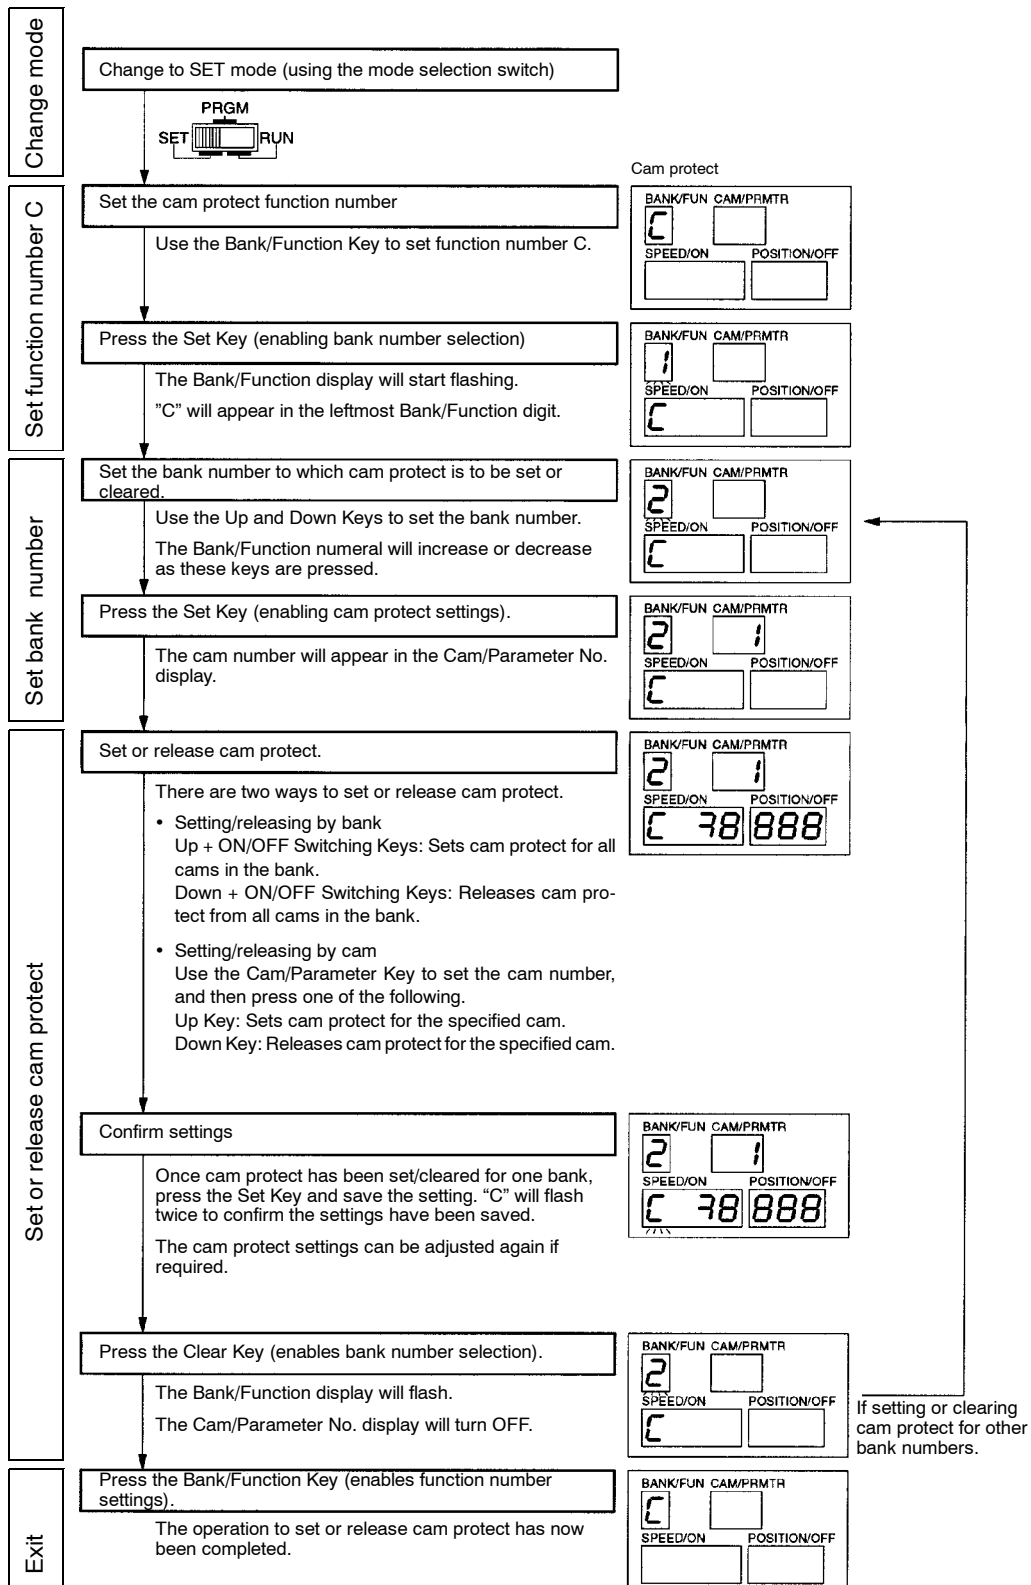 Change mode
Change to SET mode (using the mode selection switch)
PRGM
SET
RUN
Cam protect
Set function number C
Set the cam protect function number
Use the Bank/Function Key to set function number C.
BANK/FUN CAM/PRMTR
C
SPEED/ON POSITION/OFF
Press the Set Key (enabling bank number selection)
The Bank/Function display will start flashing.
”C” will appear in the leftmost Bank/Function digit.
BANK/FUN CAM/PRMTR
1
SPEED/ON POSITION/OFF
C
Set bank number
Set the bank number to which cam protect is to be set or
cleared.
Use the Up and Down Keys to set the bank number.
The Bank/Function numeral will increase or decrease
as these keys are pressed.
BANK/FUN CAM/PRMTR
2
SPEED/ON POSITION/OFF
C
Press the Set Key (enabling cam protect settings).
The cam number will appear in the Cam/Parameter No.
display.
BANK/FUN CAM/PRMTR
2 1
SPEED/ON POSITION/OFF
C
Set or release cam protect
Set or release cam protect.
There are two ways to set or release cam protect.
• Setting/releasing by bank
Up + ON/OFF Switching Keys: Sets cam protect for all
cams in the bank.
Down + ON/OFF Switching Keys: Releases cam pro-
tect from all cams in the bank.
• Setting/releasing by cam
Use the Cam/Parameter Key to set the cam number,
and then press one of the following.
Up Key: Sets cam protect for the specified cam.
Down Key: Releases cam protect for the specified cam.
BANK/FUN CAM/PRMTR
2 1
SPEED/ON POSITION/OFF
C 8 888
Confirm settings
Once cam protect has been set/cleared for one bank,
press the Set Key and save the setting. “C” will flash
twice to confirm the settings have been saved.
The cam protect settings can be adjusted again if
required.
BANK/FUN CAM/PRMTR
2 1
SPEED/ON POSITION/OFF
C 8 888
Press the Clear Key (enables bank number selection).
The Bank/Function display will flash.
The Cam/Parameter No. display will turn OFF.
BANK/FUN CAM/PRMTR
2
SPEED/ON POSITION/OFF
C
If setting or clearing
cam protect for other
bank numbers.
Exit
Press the Bank/Function Key (enables function number
settings).
The operation to set or release cam protect has now
been completed.
BANK/FUN CAM/PRMTR
C
SPEED/ON POSITION/OFF